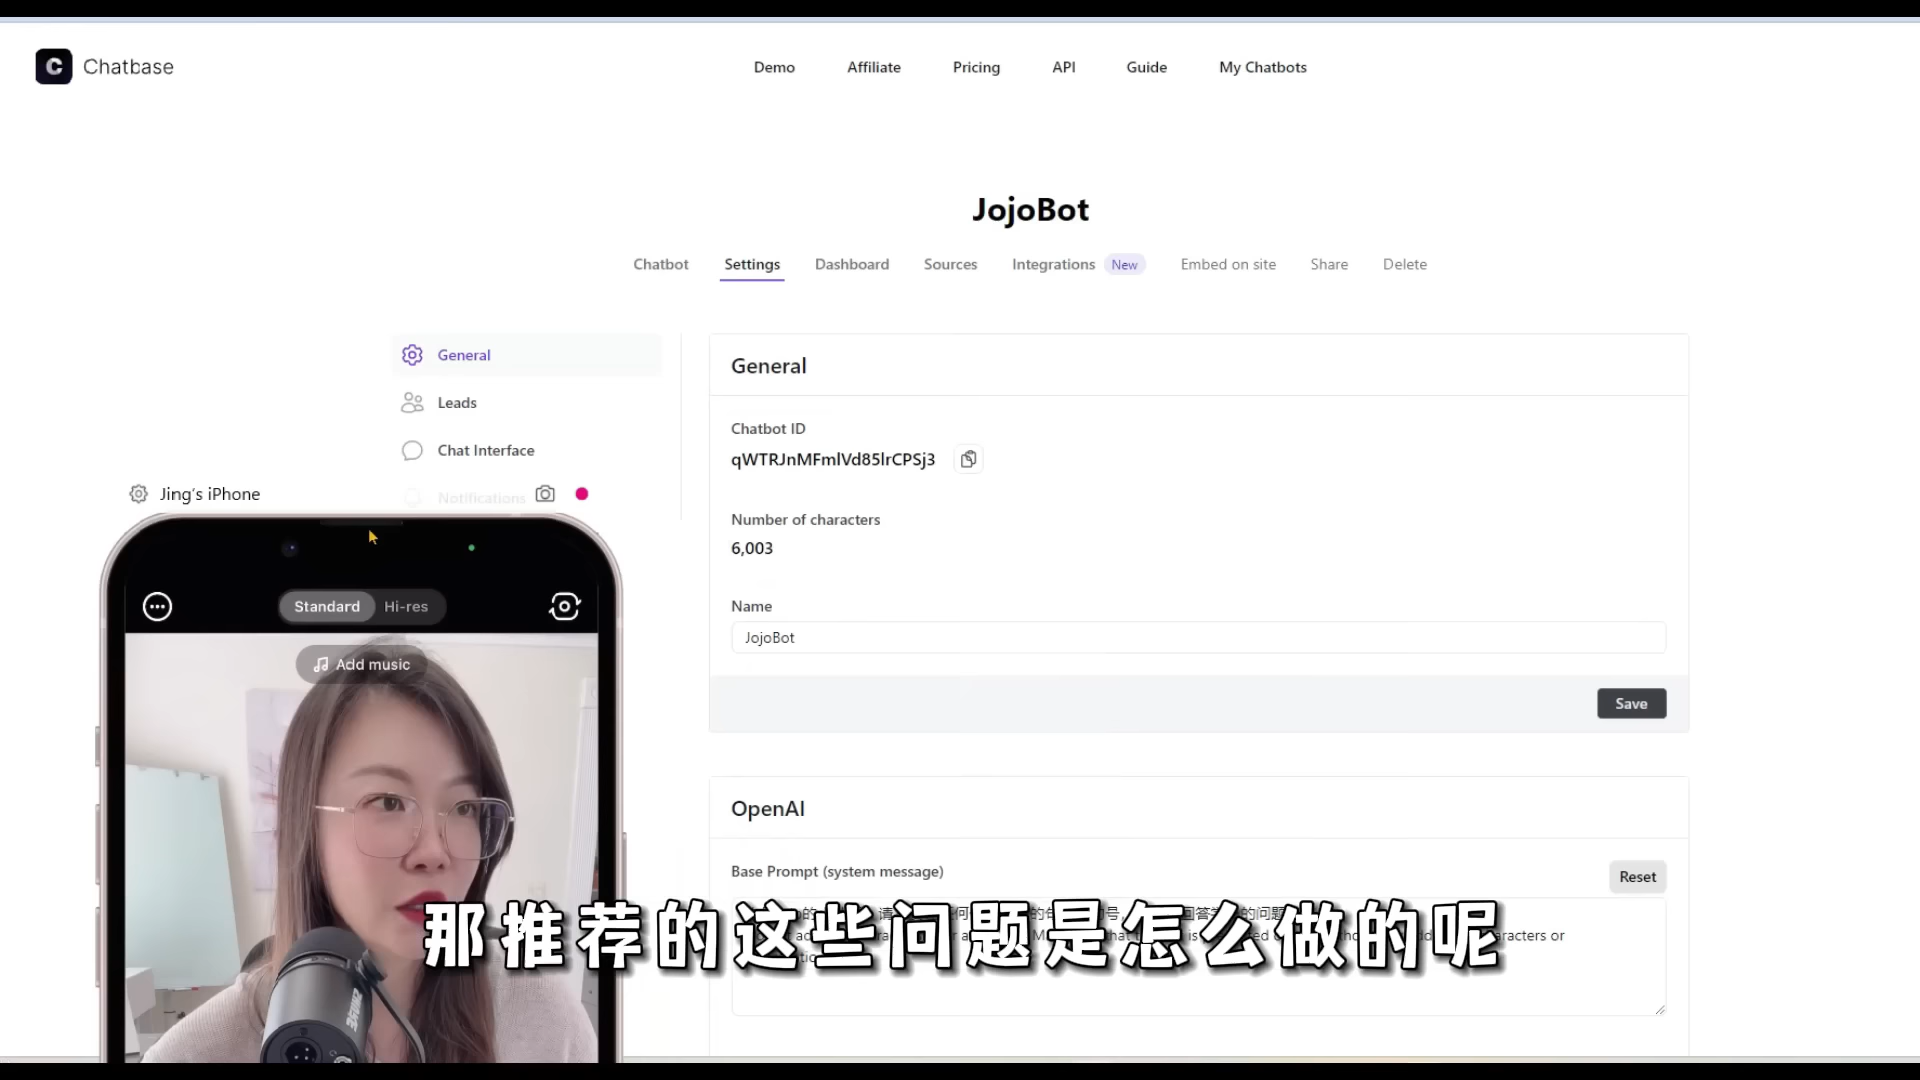 Chatbase
Demo
Affiliate
Pricing
API
Guide
My Chatbots
JojoBot
Chatbot
Settings
Dashboard
Sources
Integrations New
Embed on site
Share
Delete
General
Leads
Chat Interface
Notifications
General
Chatbot ID
qWTRJnMFmlVd85lrCPSj3
Number of characters
6,003
Name
JojoBot
Save
OpenAI
Base Prompt (system message)
Reset
Jing's iPhone
Standard
Hi-res
Add music
那推荐的这些问题是怎么做的呢